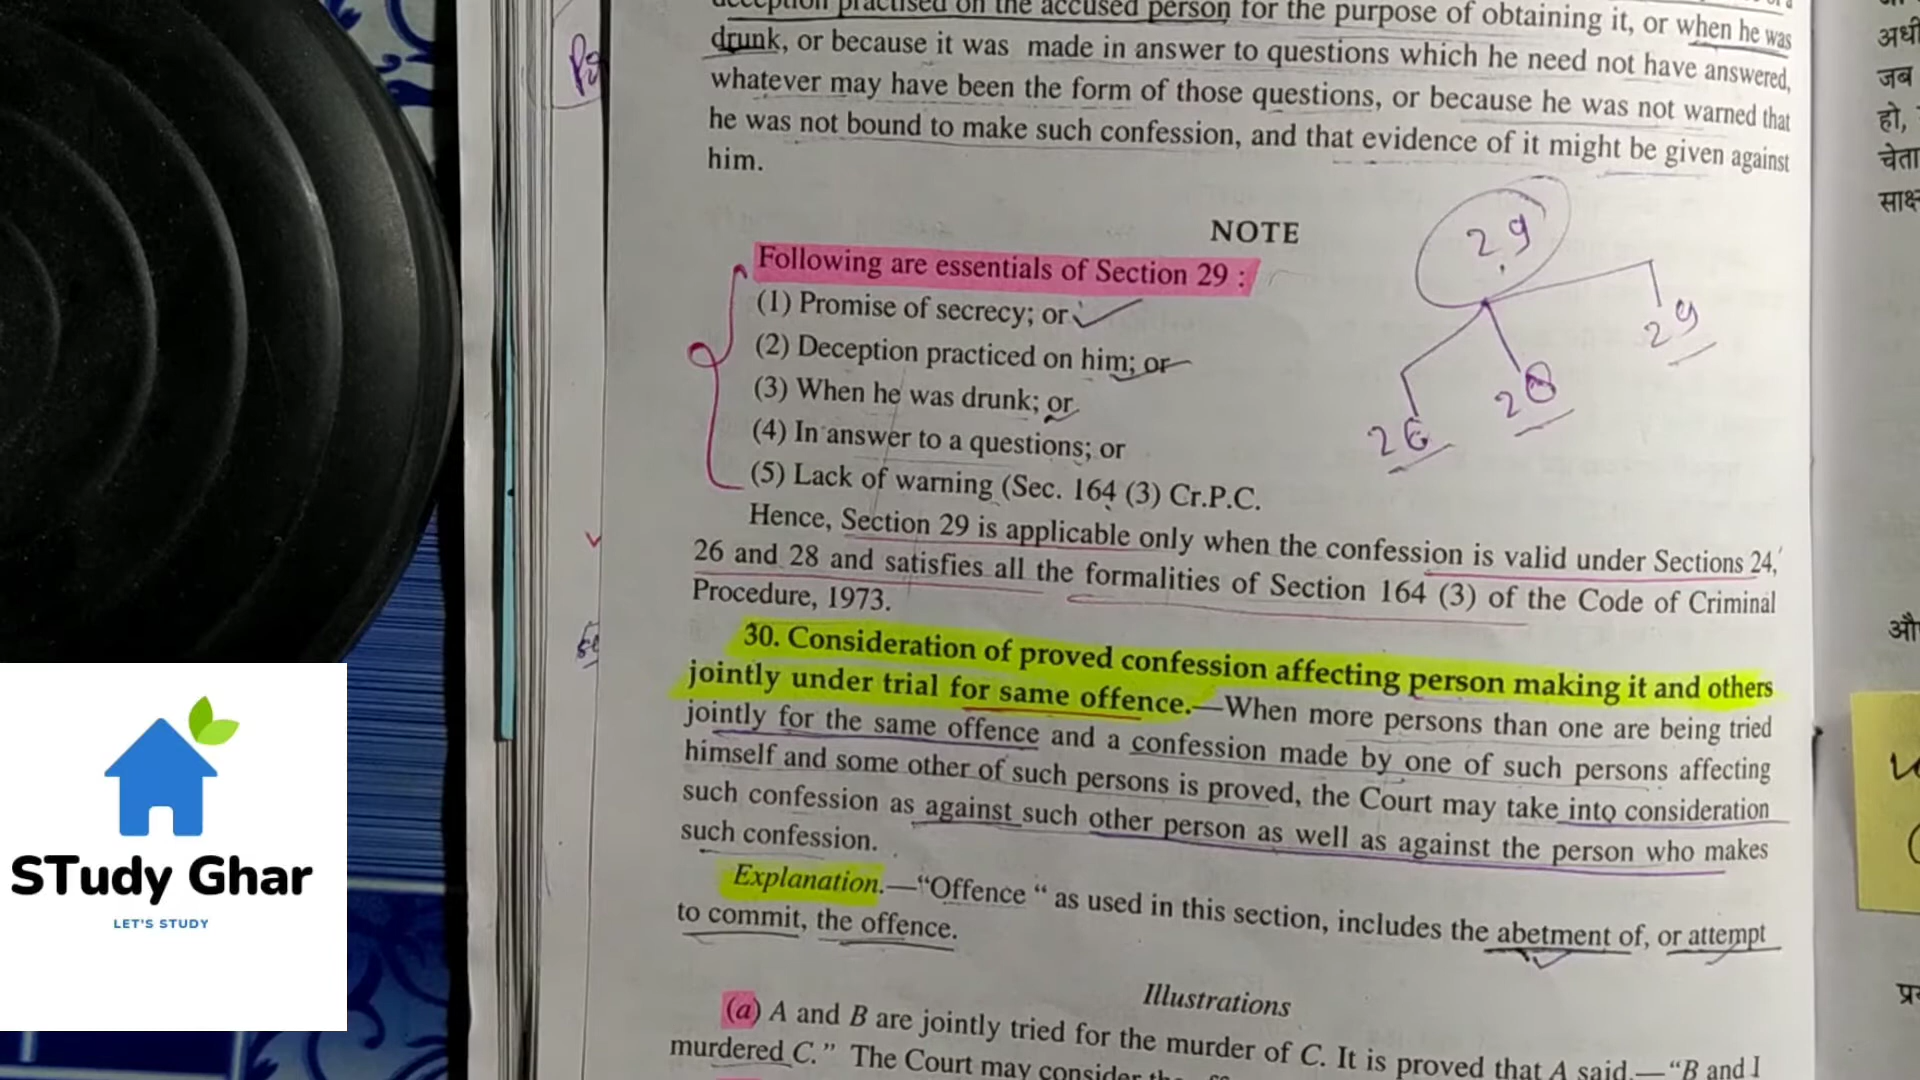 deception practised on the accused person for the purpose of obtaining it, or when he was
drunk, or because it was made in answer to questions which he need not have answered,
whatever may have been the form of those questions, or because he was not warned that
he was not bound to make such confession, and that evidence of it might be given against
him.
NOTE
Following are essentials of Section 29 :
(1) Promise of secrecy; or
(2) Deception practiced on him; or
(3) When he was drunk; or
(4) In answer to a questions; or
(5) Lack of warning (Sec. 164 (3) Cr.P.C.
29
26
28
29
Hence, Section 29 is applicable only when the confession is valid under Sections 24,
26 and 28 and satisfies all the formalities of Section 164 (3) of the Code of Criminal
Procedure, 1973.
30. Consideration of proved confession affecting person making it and others
jointly under trial for same offence.—When more persons than one are being tried
jointly for the same offence and a confession made by one of such persons affecting
himself and some other of such persons is proved, the Court may take into consideration
such confession as against such other person as well as against the person who makes
such confession.
Explanation.—“Offence “ as used in this section, includes the abetment of, or attempt
to commit, the offence.
Illustrations
(a) A and B are jointly tried for the murder of C. It is proved that A said.—“B and I
murdered C.” The Court may consider the
अधी
जब
हो,
चेता
साक्ष
औ
प्र
STudy Ghar
LET'S STUDY